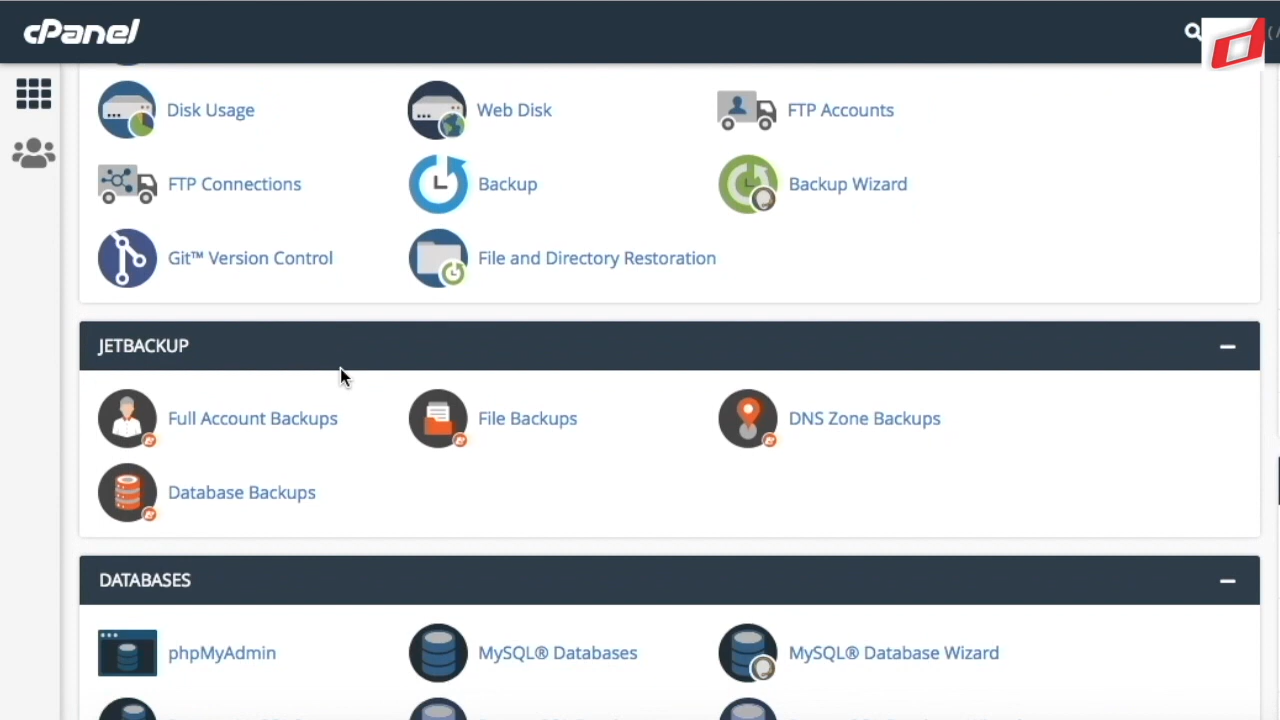 cPanel
Disk Usage
Web Disk
FTP Accounts
FTP Connections
Backup
Backup Wizard
Git™ Version Control
File and Directory Restoration
JETBACKUP
Full Account Backups
File Backups
DNS Zone Backups
Database Backups
DATABASES
phpMyAdmin
MySQL® Databases
MySQL® Database Wizard